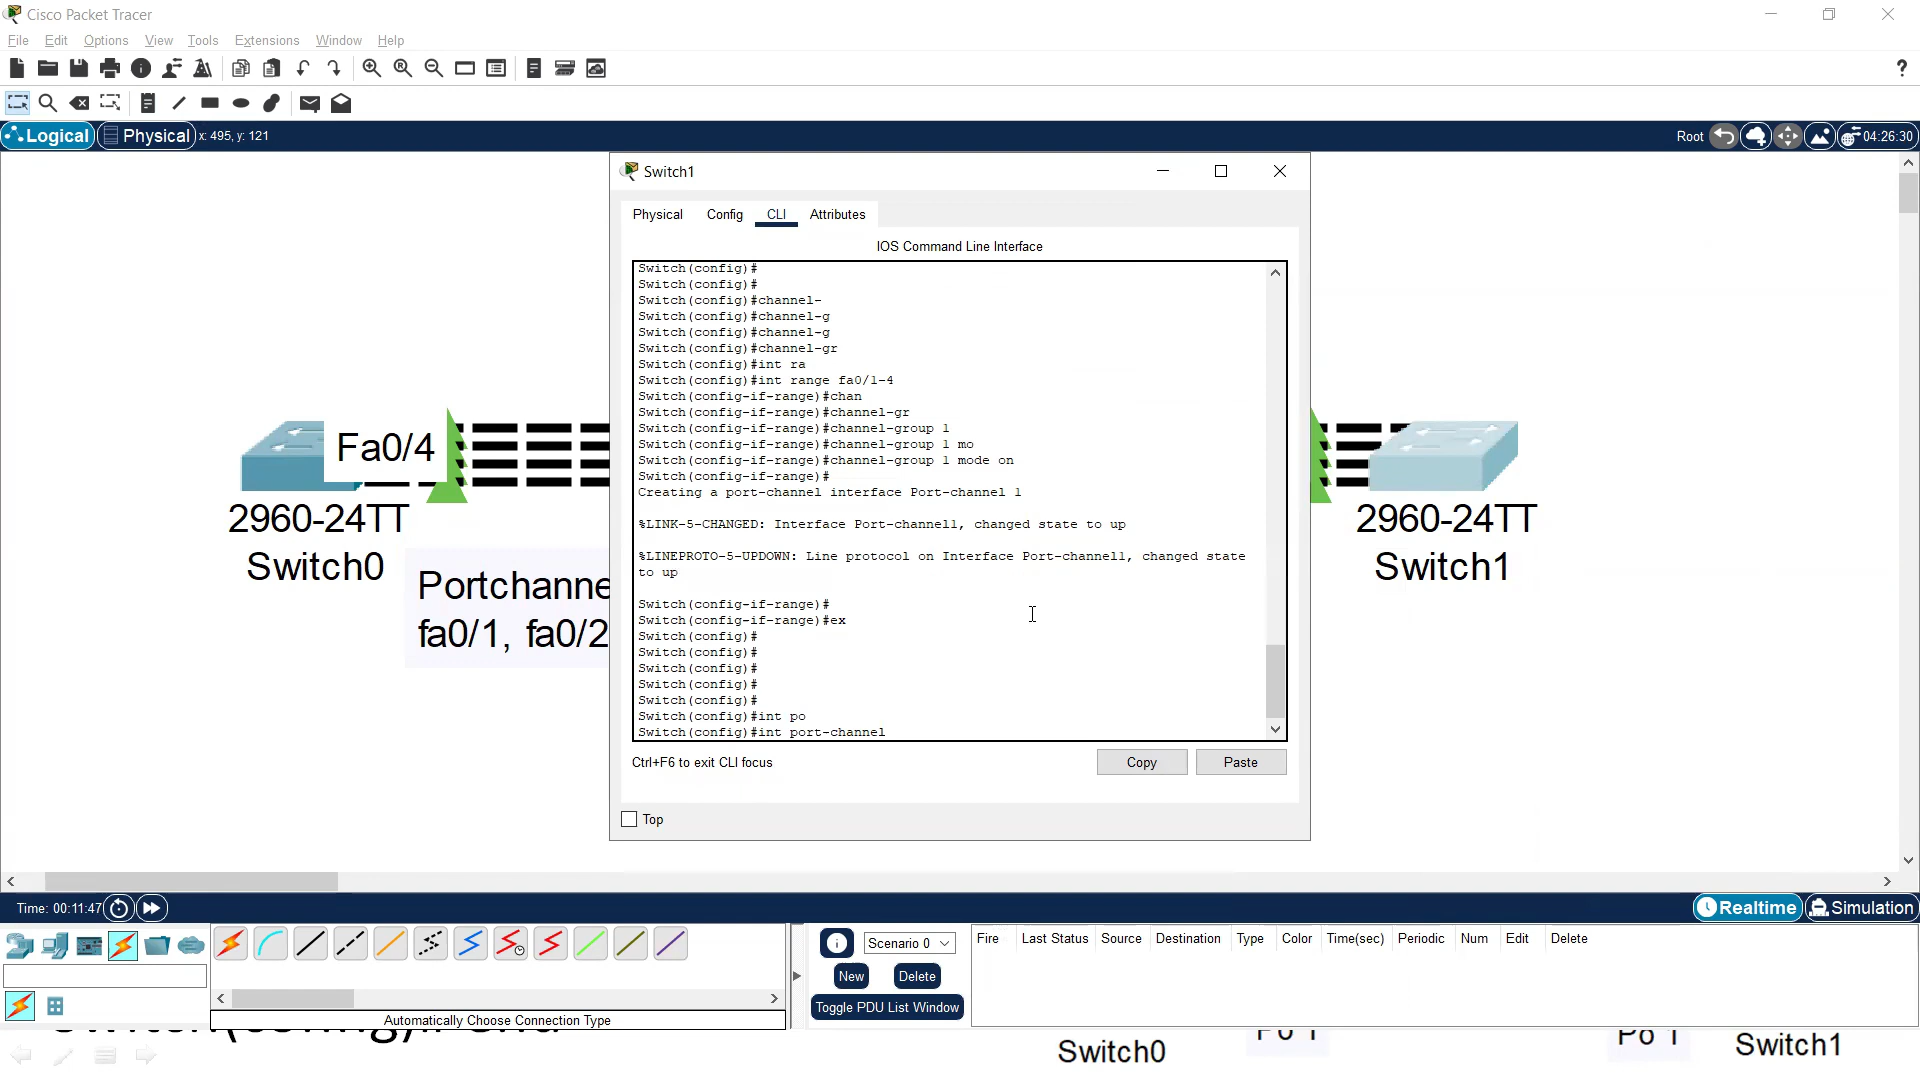 Cisco Packet Tracer
File Edit Options View Tools Extensions Window Help
?
Logical Physical x: 495, y: 121
Root 04:26:30
Switch1
Physical Config CLI Attributes
IOS Command Line Interface
Switch(config)#
Switch(config)#
Switch(config)#channel-
Switch(config)#channel-g
Switch(config)#channel-g
Switch(config)#channel-gr
Switch(config)#int ra
Switch(config)#int range fa0/1-4
Switch(config-if-range)#chan
Switch(config-if-range)#channel-gr
Switch(config-if-range)#channel-group 1
Switch(config-if-range)#channel-group 1 mo
Switch(config-if-range)#channel-group 1 mode on
Switch(config-if-range)#
Creating a port-channel interface Port-channel 1
%LINK-5-CHANGED: Interface Port-channel1, changed state to up
%LINEPROTO-5-UPDOWN: Line protocol on Interface Port-channel1, changed state
to up
Switch(config-if-range)#
Switch(config-if-range)#ex
Switch(config)#
Switch(config)#
Switch(config)#
Switch(config)#
Switch(config)#
Switch(config)#int po
Switch(config)#int port-channel
Ctrl+F6 to exit CLI focus
Copy Paste
Top
Fa0/4
2960-24TT
Switch0
Portchanne
fa0/1, fa0/2
2960-24TT
Switch1
Time: 00:11:47
Realtime Simulation
Scenario 0
New Delete
Toggle PDU List Window
Fire Last Status Source Destination Type Color Time(sec) Periodic Num Edit Delete
Automatically Choose Connection Type
Switch0
Po 1
Po 1
Switch1